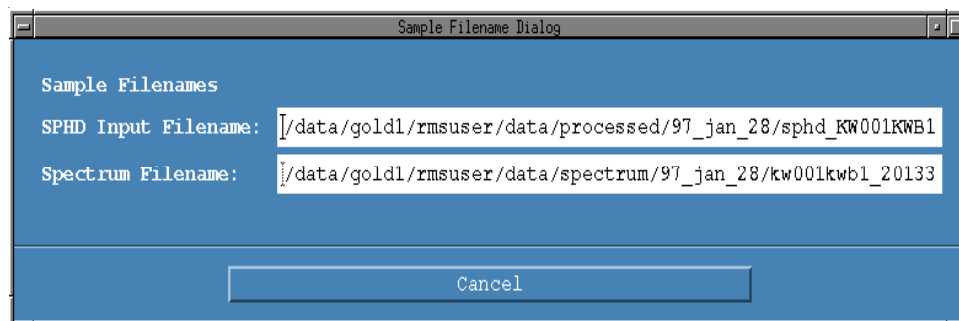 Sample Filename Dialog
Sample Filenames
SPHD Input Filename: /data/gold1/rmsuser/data/processed/97_jan_28/sphd_KW001KWB1
Spectrum Filename: /data/gold1/rmsuser/data/spectrum/97_jan_28/kw001kwb1_20133
Cancel